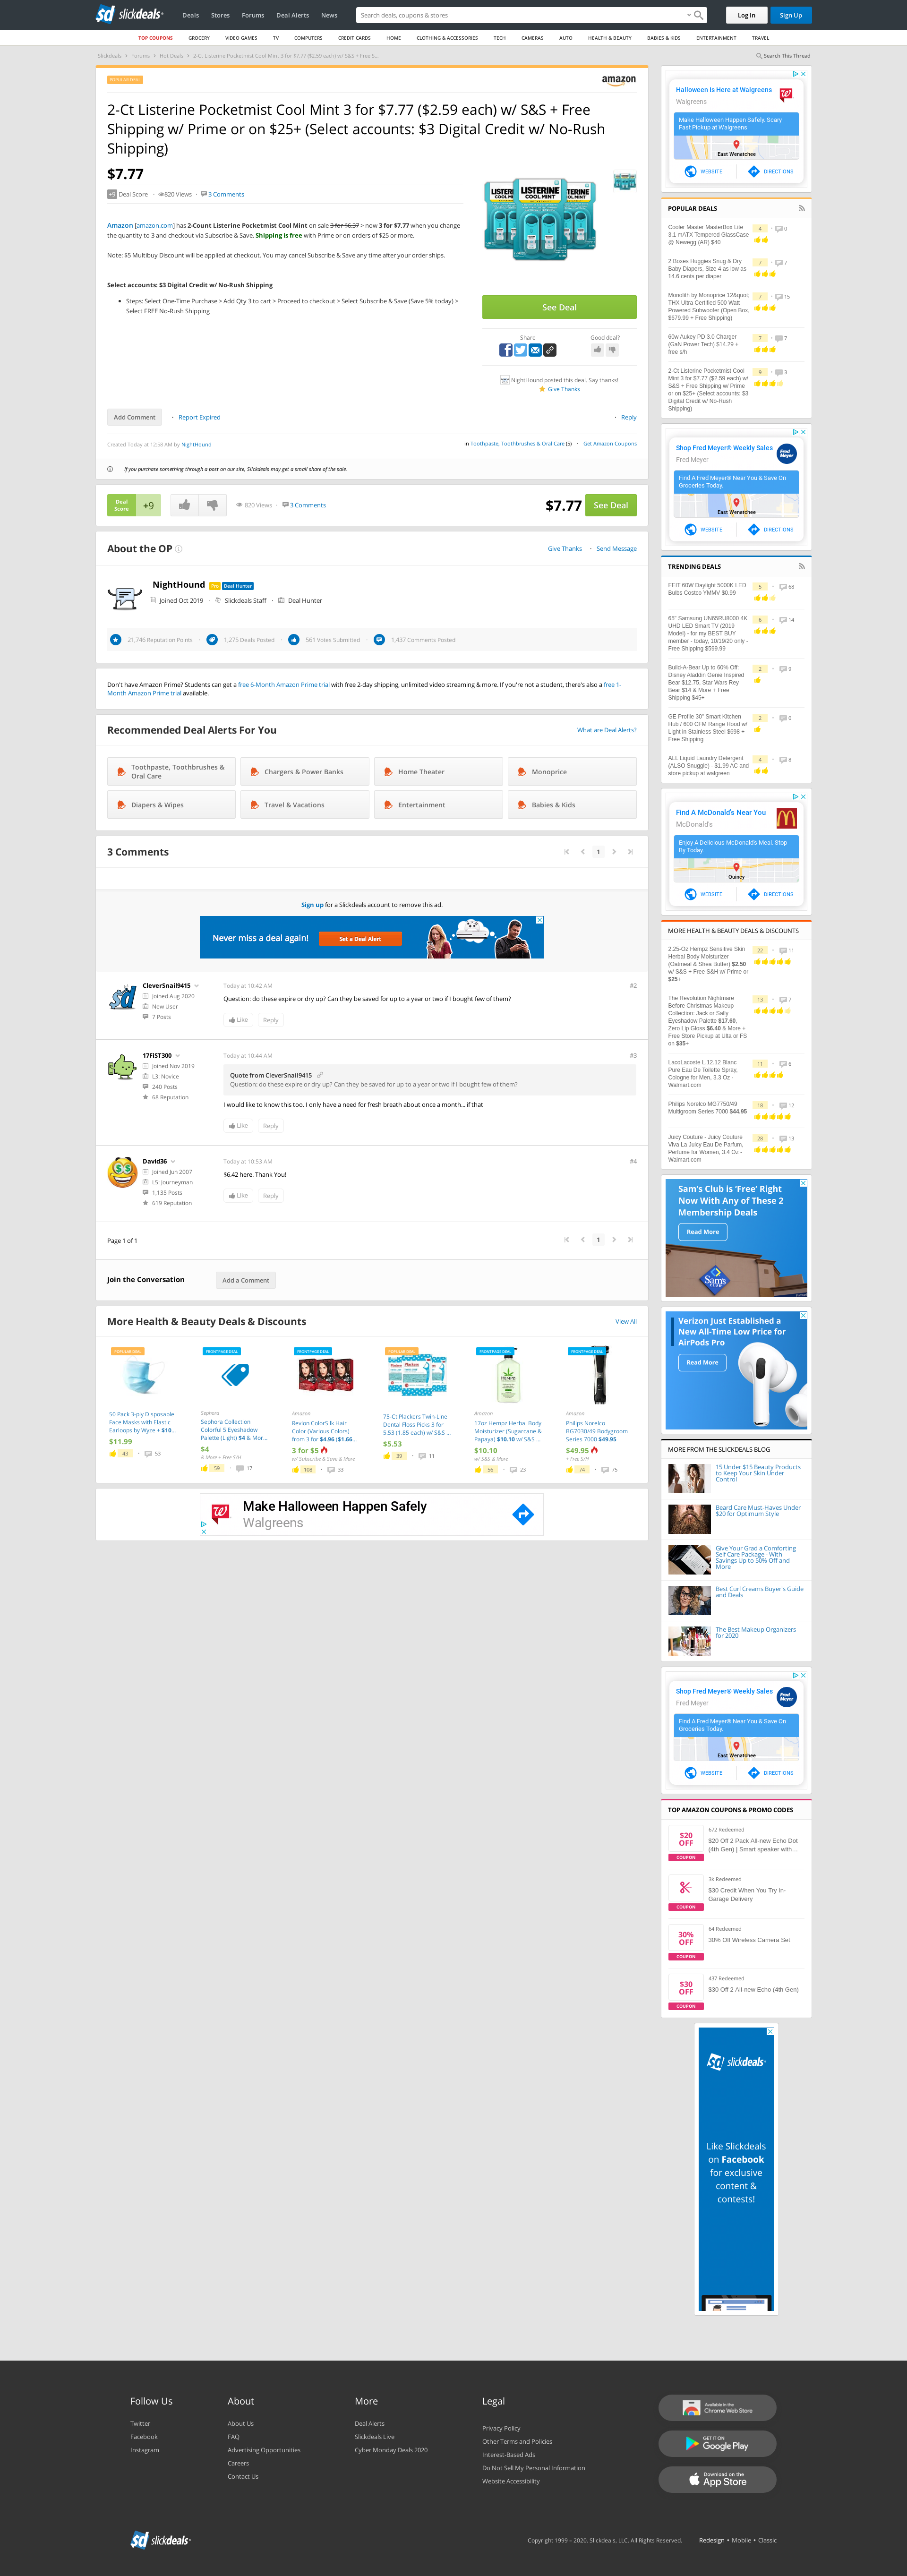 slickdeals
Deals
Stores
Forums
Deal Alerts
News
Search deals, coupons & stores
Log In
Sign Up
TOP COUPONS
GROCERY
VIDEO GAMES
TV
COMPUTERS
CREDIT CARDS
HOME
CLOTHING & ACCESSORIES
TECH
CAMERAS
AUTO
HEALTH & BEAUTY
BABIES & KIDS
ENTERTAINMENT
TRAVEL
Slickdeals > Forums > Hot Deals > 2-Ct Listerine Pocketmist Cool Mint 3 for $7.77 ($2.59 each) w/ S&S + Free S...
Search This Thread
POPULAR DEAL
amazon
2-Ct Listerine Pocketmist Cool Mint 3 for $7.77 ($2.59 each) w/ S&S + Free
Shipping w/ Prime or on $25+ (Select accounts: $3 Digital Credit w/ No-Rush
Shipping)
$7.77
+9 Deal Score
820 Views
3 Comments
Amazon [amazon.com] has 2-Count Listerine Pocketmist Cool Mint on sale 3 for $6.37 > now 3 for $7.77 when you change
the quantity to 3 and checkout via Subscribe & Save. Shipping is free with Prime or on orders of $25 or more.
Note: $5 Multibuy Discount will be applied at checkout. You may cancel Subscribe & Save any time after your order ships.
Select accounts: $3 Digital Credit w/ No-Rush Shipping
Steps: Select One-Time Purchase > Add Qty 3 to cart > Proceed to checkout > Select Subscribe & Save (Save 5% today) >
Select FREE No-Rush Shipping
LISTERINE
POCKETMIST
COOL MINT
See Deal
Share
Good deal?
NightHound posted this deal. Say thanks!
Give Thanks
Add Comment
Report Expired
Reply
Created Today at 12:58 AM by NightHound
in Toothpaste, Toothbrushes & Oral Care (5)
Get Amazon Coupons
If you purchase something through a post on our site, Slickdeals may get a small share of the sale.
Deal
Score
+9
820 Views
3 Comments
$7.77
See Deal
About the OP
Give Thanks
Send Message
NightHound
Pro
Deal Hunter
Joined Oct 2019
Slickdeals Staff
Deal Hunter
21,746 Reputation Points
1,275 Deals Posted
561 Votes Submitted
1,437 Comments Posted
Don't have Amazon Prime? Students can get a free 6-Month Amazon Prime trial with free 2-day shipping, unlimited video streaming & more. If you're not a student, there's also a free 1-
Month Amazon Prime trial available.
Recommended Deal Alerts For You
What are Deal Alerts?
Toothpaste, Toothbrushes &
Oral Care
Chargers & Power Banks
Home Theater
Monoprice
Diapers & Wipes
Travel & Vacations
Entertainment
Babies & Kids
3 Comments
1
Sign up for a Slickdeals account to remove this ad.
Never miss a deal again!
Set a Deal Alert
CleverSnail9415
Joined Aug 2020
New User
7 Posts
Today at 10:42 AM
#2
Question: do these expire or dry up? Can they be saved for up to a year or two if I bought few of them?
Like
Reply
17FiST300
Joined Nov 2019
L3: Novice
240 Posts
68 Reputation
Today at 10:44 AM
#3
Quote from CleverSnail9415
Question: do these expire or dry up? Can they be saved for up to a year or two if I bought few of them?
I would like to know this too. I only have a need for fresh breath about once a month... if that
Like
Reply
David36
Joined Jun 2007
L5: Journeyman
1,135 Posts
619 Reputation
Today at 10:53 AM
#4
$6.42 here. Thank You!
Like
Reply
Page 1 of 1
1
Join the Conversation
Add a Comment
More Health & Beauty Deals & Discounts
View All
POPULAR DEAL
50 Pack 3-ply Disposable
Face Masks with Elastic
Earloops by Wyze + $10...
$11.99
43
53
FRONTPAGE DEAL
Sephora
Sephora Collection
Colorful 5 Eyeshadow
Palette (Light) $4 & Mor...
$4
& More + Free S/H
59
17
FRONTPAGE DEAL
Amazon
Revlon ColorSilk Hair
Color (Various Colors)
from 3 for $4.96 ($1.66...
3 for $5
w/ Subscribe & Save & More
108
33
POPULAR DEAL
75-Ct Plackers Twin-Line
Dental Floss Picks 3 for
5.53 (1.85 each) w/ S&S ...
$5.53
39
11
FRONTPAGE DEAL
Amazon
17oz Hempz Herbal Body
Moisturizer (Sugarcane &
Papaya) $10.10 w/ S&S ...
$10.10
w/ S&S & More
56
23
FRONTPAGE DEAL
Amazon
Philips Norelco
BG7030/49 Bodygroom
Series 7000 $49.95
$49.95
+ Free S/H
74
75
Make Halloween Happen Safely
Walgreens
Halloween Is Here at Walgreens
Walgreens
Make Halloween Happen Safely. Scary
Fast Pickup at Walgreens.
East Wenatchee
WEBSITE
DIRECTIONS
POPULAR DEALS
Cooler Master MasterBox Lite
3.1 mATX Tempered GlassCase
@ Newegg (AR) $40
4
0
2 Boxes Huggies Snug & Dry
Baby Diapers, Size 4 as low as
14.6 cents per diaper
7
7
Monolith by Monoprice 12&quot;
THX Ultra Certified 500 Watt
Powered Subwoofer (Open Box,
$679.99 + Free Shipping)
7
15
60w Aukey PD 3.0 Charger
(GaN Power Tech) $14.29 +
free s/h
7
7
2-Ct Listerine Pocketmist Cool
Mint 3 for $7.77 ($2.59 each) w/
S&S + Free Shipping w/ Prime
or on $25+ (Select accounts: $3
Digital Credit w/ No-Rush
Shipping)
9
3
Shop Fred Meyer® Weekly Sales
Fred Meyer
Find A Fred Meyer® Near You & Save On
Groceries Today.
East Wenatchee
WEBSITE
DIRECTIONS
TRENDING DEALS
FEIT 60W Daylight 5000K LED
Bulbs Costco YMMV $0.99
5
68
65" Samsung UN65RU8000 4K
UHD LED Smart TV (2019
Model) - for my BEST BUY
member - today, 10/19/20 only -
Free Shipping $599.99
6
14
Build-A-Bear Up to 60% Off:
Disney Aladdin Genie Inspired
Bear $12.75, Star Wars Rey
Bear $14 & More + Free
Shipping $45+
2
9
GE Profile 30" Smart Kitchen
Hub / 600 CFM Range Hood w/
Light in Stainless Steel $698 +
Free Shipping
2
0
ALL Liquid Laundry Detergent
(ALSO Snuggle) - $1.99 AC and
store pickup at walgreen
4
8
Find A McDonald's Near You
McDonald's
Enjoy A Delicious McDonald's Meal. Stop
By Today.
Quincy
WEBSITE
DIRECTIONS
MORE HEALTH & BEAUTY DEALS & DISCOUNTS
2.25-Oz Hempz Sensitive Skin
Herbal Body Moisturizer
(Oatmeal & Shea Butter) $2.50
w/ S&S + Free S&H w/ Prime or
$25+
22
11
The Revolution Nightmare
Before Christmas Makeup
Collection: Jack or Sally
Eyeshadow Palette $17.60,
Zero Lip Gloss $6.40 & More +
Free Store Pickup at Ulta or FS
on $35+
13
7
LacoLacoste L.12.12 Blanc
Pure Eau De Toilette Spray,
Cologne for Men, 3.3 Oz -
Walmart.com
11
6
Philips Norelco MG7750/49
Multigroom Series 7000 $44.95
18
12
Juicy Couture - Juicy Couture
Viva La Juicy Eau De Parfum,
Perfume for Women, 3.4 Oz -
Walmart.com
28
13
Sam's Club is 'Free' Right
Now With Any of These 2
Membership Deals
Read More
Sam's
Verizon Just Established a
New All-Time Low Price for
AirPods Pro
Read More
MORE FROM THE SLICKDEALS BLOG
15 Under $15 Beauty Products
to Keep Your Skin Under
Control
Beard Care Must-Haves Under
$20 for Optimum Style
Give Your Grad a Comforting
Self Care Package - With
Savings Up to 50% Off and
More
Best Curl Creams Buyer's Guide
and Deals
The Best Makeup Organizers
for 2020
Shop Fred Meyer® Weekly Sales
Fred Meyer
Find A Fred Meyer® Near You & Save On
Groceries Today.
East Wenatchee
WEBSITE
DIRECTIONS
TOP AMAZON COUPONS & PROMO CODES
$20
OFF
COUPON
672 Redeemed
$20 Off 2 Pack All-new Echo Dot
(4th Gen) | Smart speaker with...
COUPON
3k Redeemed
$30 Credit When You Try In-
Garage Delivery
30%
OFF
COUPON
64 Redeemed
30% Off Wireless Camera Set
$30
OFF
COUPON
437 Redeemed
$30 Off 2 All-new Echo (4th Gen)
slickdeals
Like Slickdeals
on Facebook
for exclusive
content &
contests!
Follow Us
Twitter
Facebook
Instagram
About
About Us
FAQ
Advertising Opportunities
Careers
Contact Us
More
Deal Alerts
Slickdeals Live
Cyber Monday Deals 2020
Legal
Privacy Policy
Other Terms and Policies
Interest-Based Ads
Do Not Sell My Personal Information
Website Accessibility
Available in the
Chrome Web Store
GET IT ON
Google Play
Download on the
App Store
slickdeals
Copyright 1999 – 2020. Slickdeals, LLC. All Rights Reserved.
Redesign • Mobile • Classic